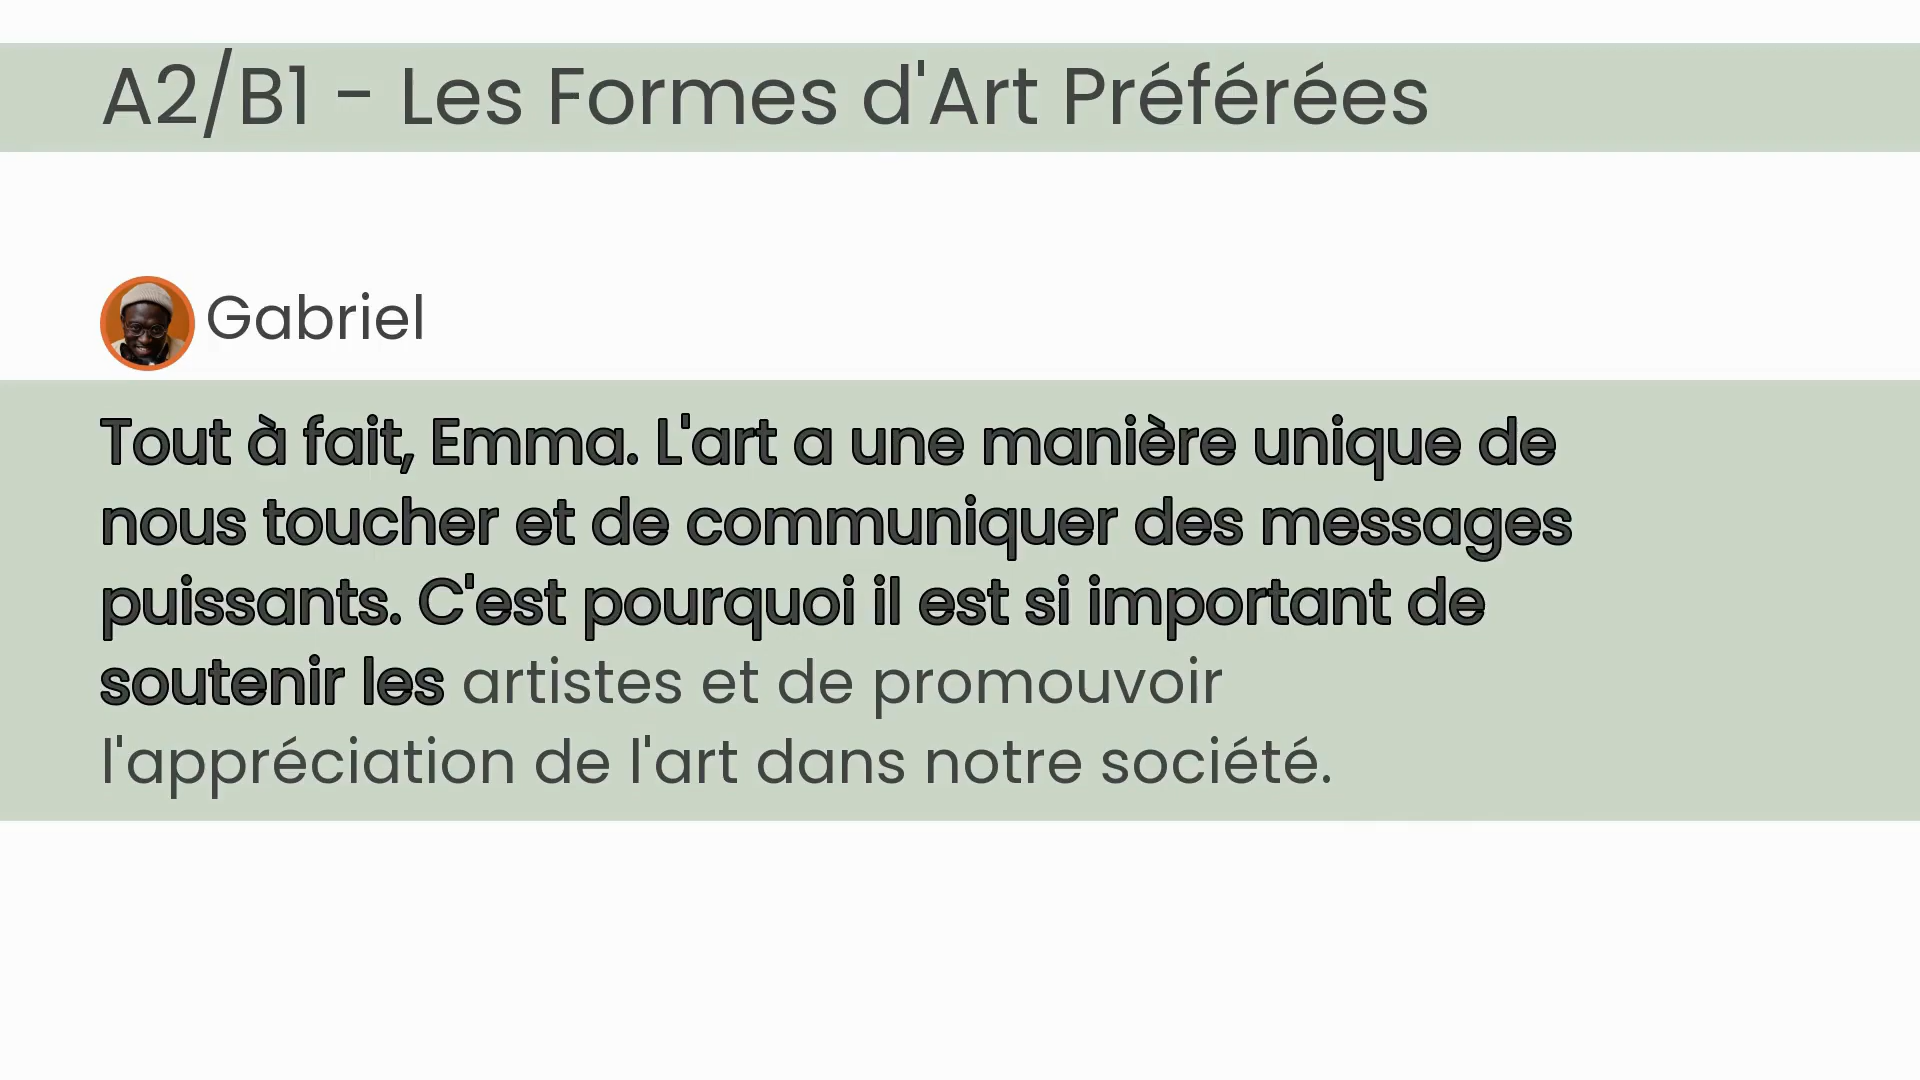 A2/B1 - Les Formes d'Art Préférées
Gabriel
Tout à fait, Emma. L'art a une manière unique de
nous toucher et de communiquer des messages
puissants. C'est pourquoi il est si important de
soutenir les artistes et de promouvoir
l'appréciation de l'art dans notre société.